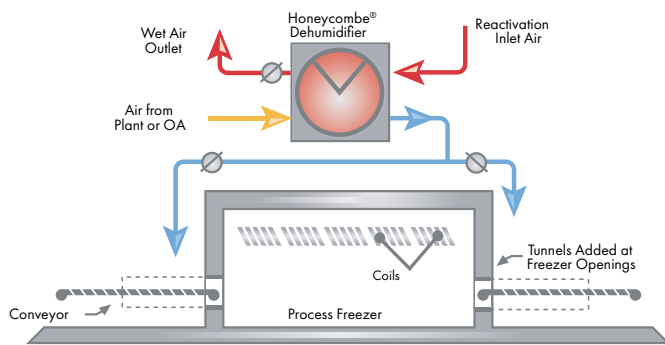 Honeycombe®
Dehumidifier
Wet Air
Outlet
Reactivation
Inlet Air
Air from
Plant or OA
Tunnels Added at
Freezer Openings
Coils
Conveyor
Process Freezer